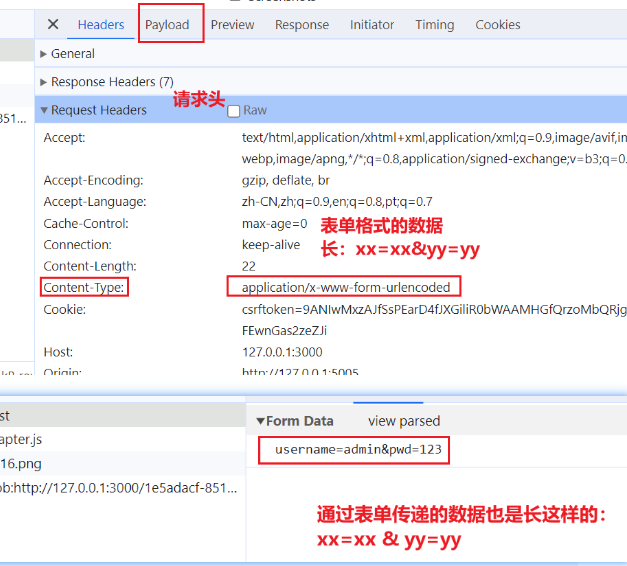 Headers Payload Preview Response Initiator Timing Cookies
General
Response Headers (7)
请求头
Request Headers Raw
351...
Accept: text/html,application/xhtml+xml,application/xml;q=0.9,image/avif,in
webp,image/apng,*/*;q=0.8,application/signed-exchange;v=b3;q=0.
Accept-Encoding: gzip, deflate, br
Accept-Language: zh-CN,zh;q=0.9,en;q=0.8,pt;q=0.7
Cache-Control: max-age=0
表单格式的数据
Connection: keep-alive
长：xx=xx&yy=yy
Content-Length: 22
Content-Type: application/x-www-form-urlencoded
Cookie: csrftoken=9ANIwMxzAJfSsPEarD4fJXGiliR0bWAAMHGfQrzoMbQRjg
FEwnGas2zeZJi
Host: 127.0.0.1:3000
Origin: http://127.0.0.1:5005
st
Form Data view parsed
apter.js
username=admin&pwd=123
16.png
ob:http://127.0.0.1:3000/1e5adacf-851...
通过表单传递的数据也是长这样的：
xx=xx & yy=yy